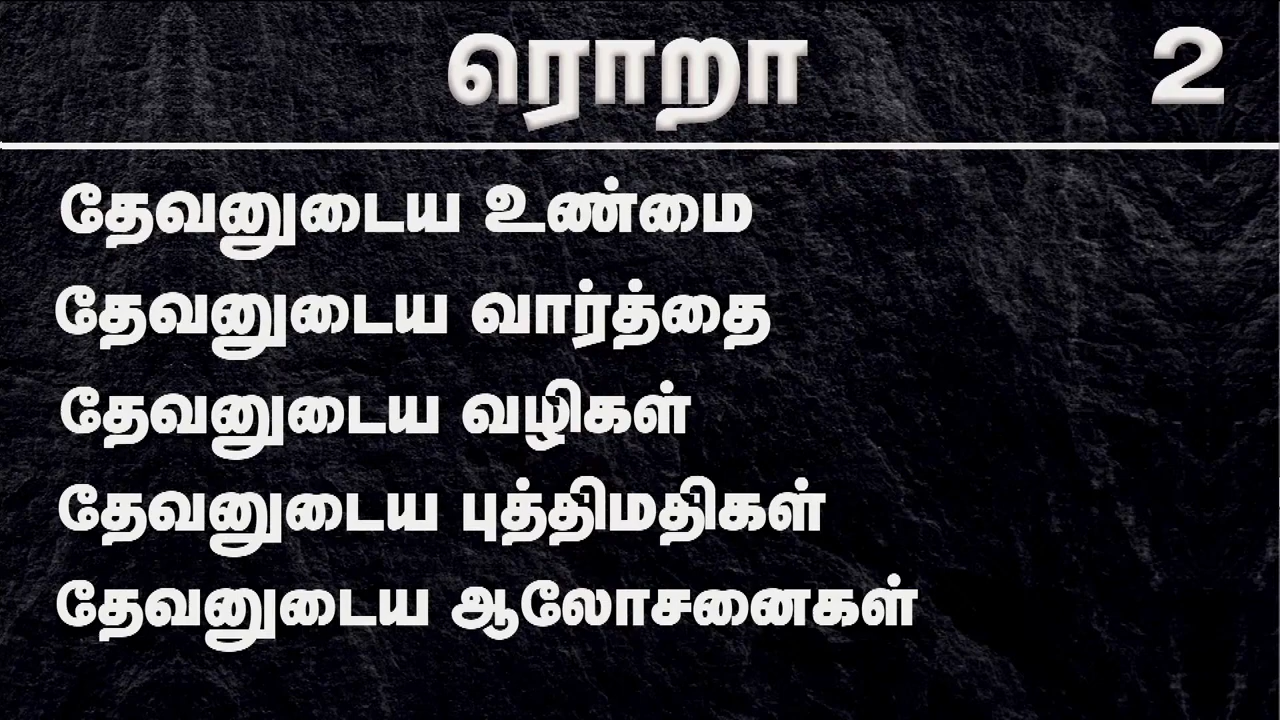 ரொறா 2
தேவனுடைய உண்மை
தேவனுடைய வார்த்தை
தேவனுடைய வழிகள்
தேவனுடைய புத்திமதிகள்
தேவனுடைய ஆலோசனைகள்